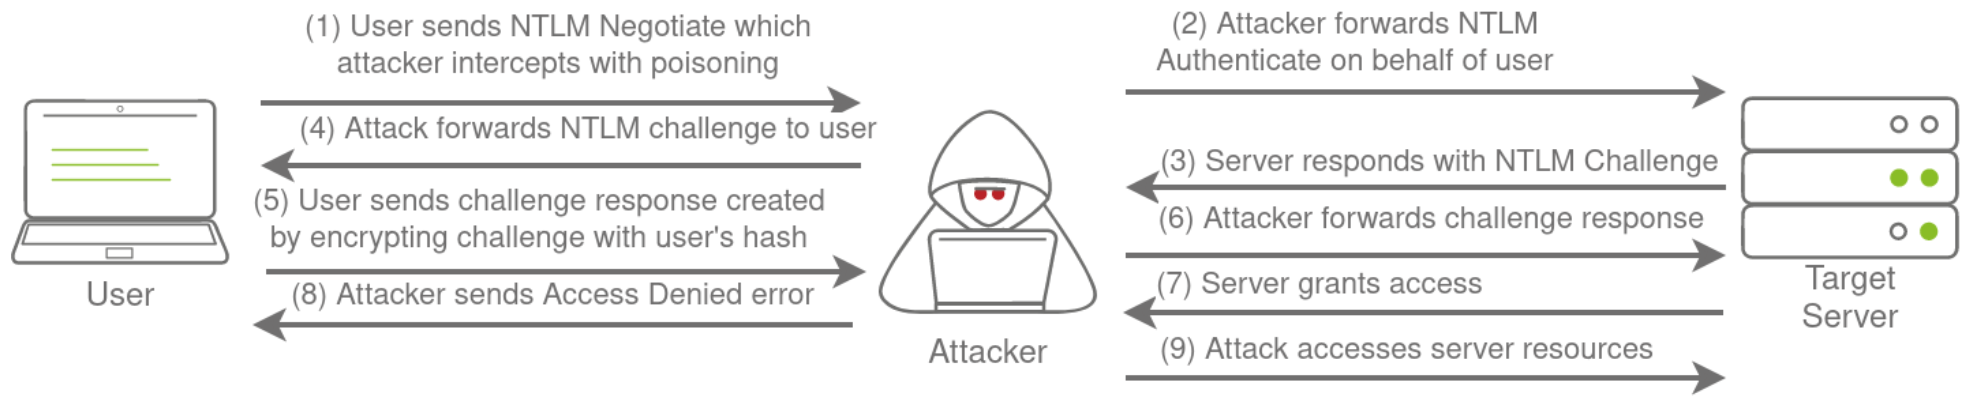 (1) User sends NTLM Negotiate which
attacker intercepts with poisoning
(2) Attacker forwards NTLM
Authenticate on behalf of user
(4) Attack forwards NTLM challenge to user
(3) Server responds with NTLM Challenge
(5) User sends challenge response created
by encrypting challenge with user's hash
(6) Attacker forwards challenge response
(8) Attacker sends Access Denied error
(7) Server grants access
(9) Attack accesses server resources
User
Attacker
Target
Server